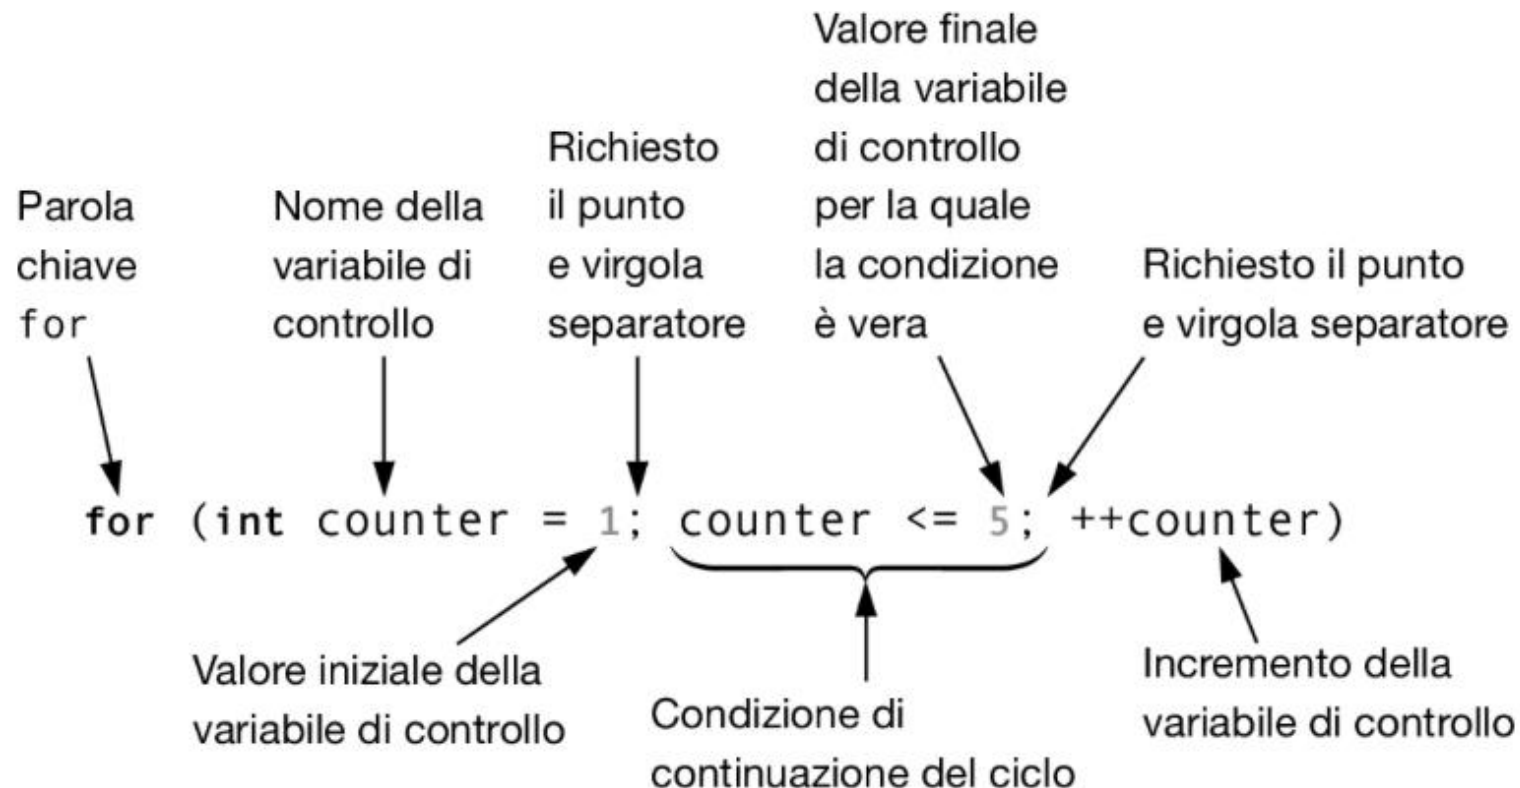 Parola
chiave
for
Nome della
variabile di
controllo
Richiesto
il punto
e virgola
separatore
Valore finale
della variabile
di controllo
per la quale
la condizione
è vera
Richiesto il punto
e virgola separatore
for (int counter = 1; counter <= 5; ++counter)
Valore iniziale della
variabile di controllo
Condizione di
continuazione del ciclo
Incremento della
variabile di controllo